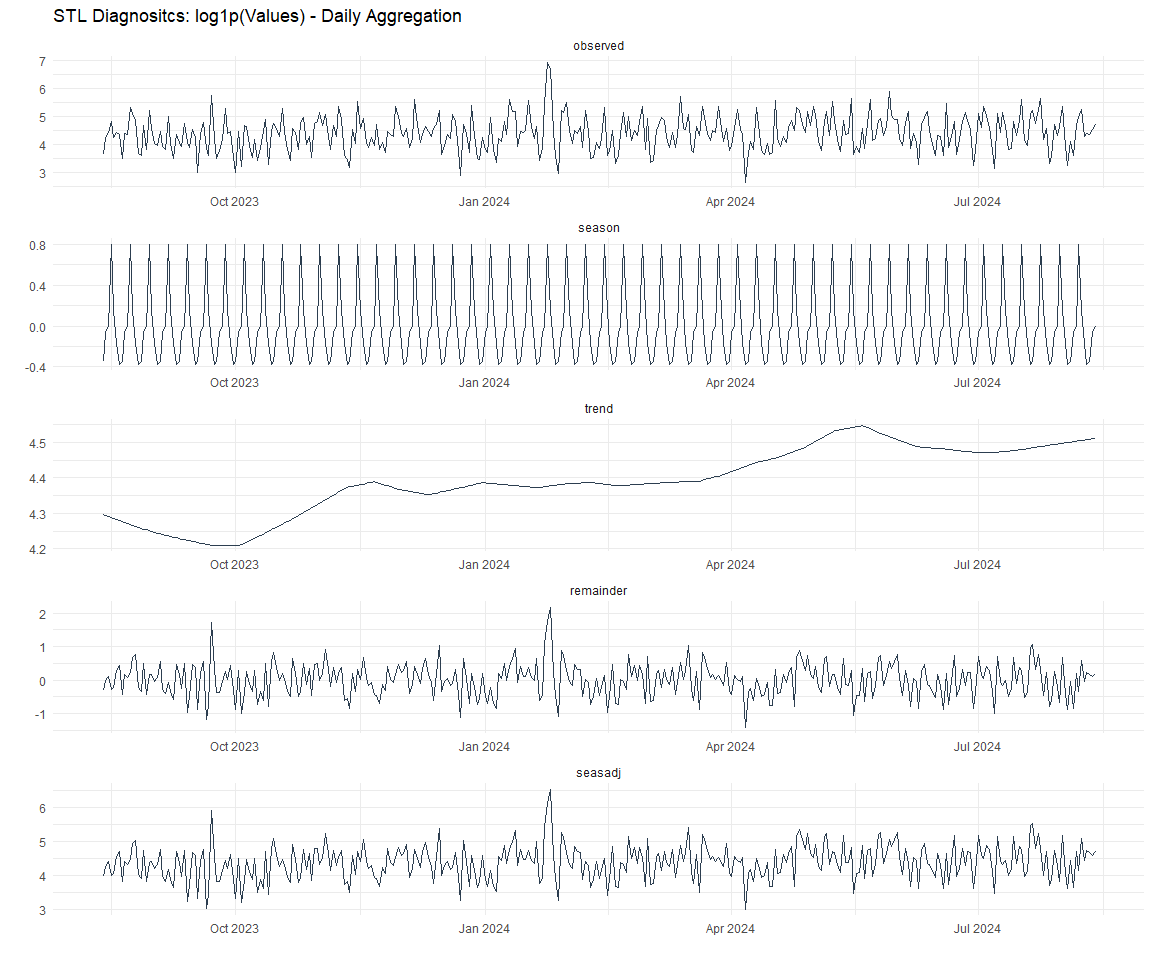 STL Diagnositcs: log1p(Values) - Daily Aggregation
observed
7
6
5
4
3
Oct 2023 Jan 2024 Apr 2024 Jul 2024
season
0.8
0.4
0.0
-0.4
Oct 2023 Jan 2024 Apr 2024 Jul 2024
trend
4.5
4.4
4.3
4.2
Oct 2023 Jan 2024 Apr 2024 Jul 2024
remainder
2
1
0
-1
Oct 2023 Jan 2024 Apr 2024 Jul 2024
seasadj
6
5
4
3
Oct 2023 Jan 2024 Apr 2024 Jul 2024